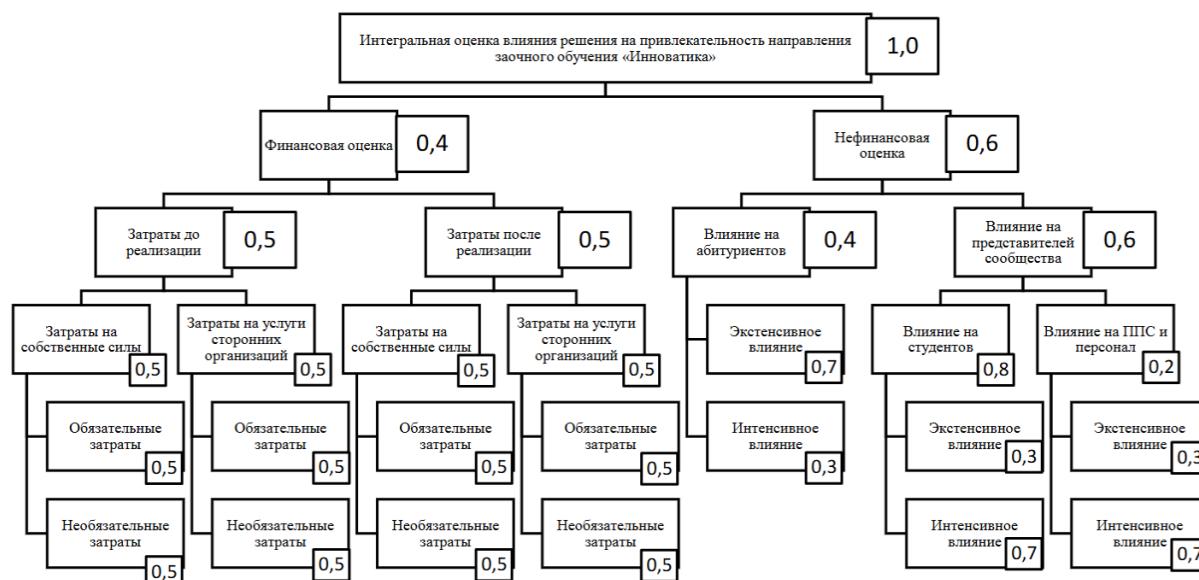 Интегральная оценка влияния решения на привлекательность направления
заочного обучения «Инноватика»
1,0
Финансовая оценка
0,4
Нефинансовая
оценка
0,6
Затраты до
реализации
0,5
Затраты после
реализации
0,5
Влияние на
абитуриентов
0,4
Влияние на
представителей
сообщества
0,6
Затраты на
собственные силы
0,5
Затраты на услуги
сторонних
организаций
0,5
Затраты на
собственные силы
0,5
Затраты на услуги
сторонних
организаций
0,5
Экстенсивное
влияние
0,7
Влияние на
студентов
0,8
Влияние на ППС и
персонал
0,2
Обязательные
затраты
0,5
Обязательные
затраты
0,5
Обязательные
затраты
0,5
Обязательные
затраты
0,5
Интенсивное
влияние
0,3
Экстенсивное
влияние
0,3
Экстенсивное
влияние
0,3
Необязательные
затраты
0,5
Необязательные
затраты
0,5
Необязательные
затраты
0,5
Необязательные
затраты
0,5
Интенсивное
влияние
0,7
Интенсивное
влияние
0,7